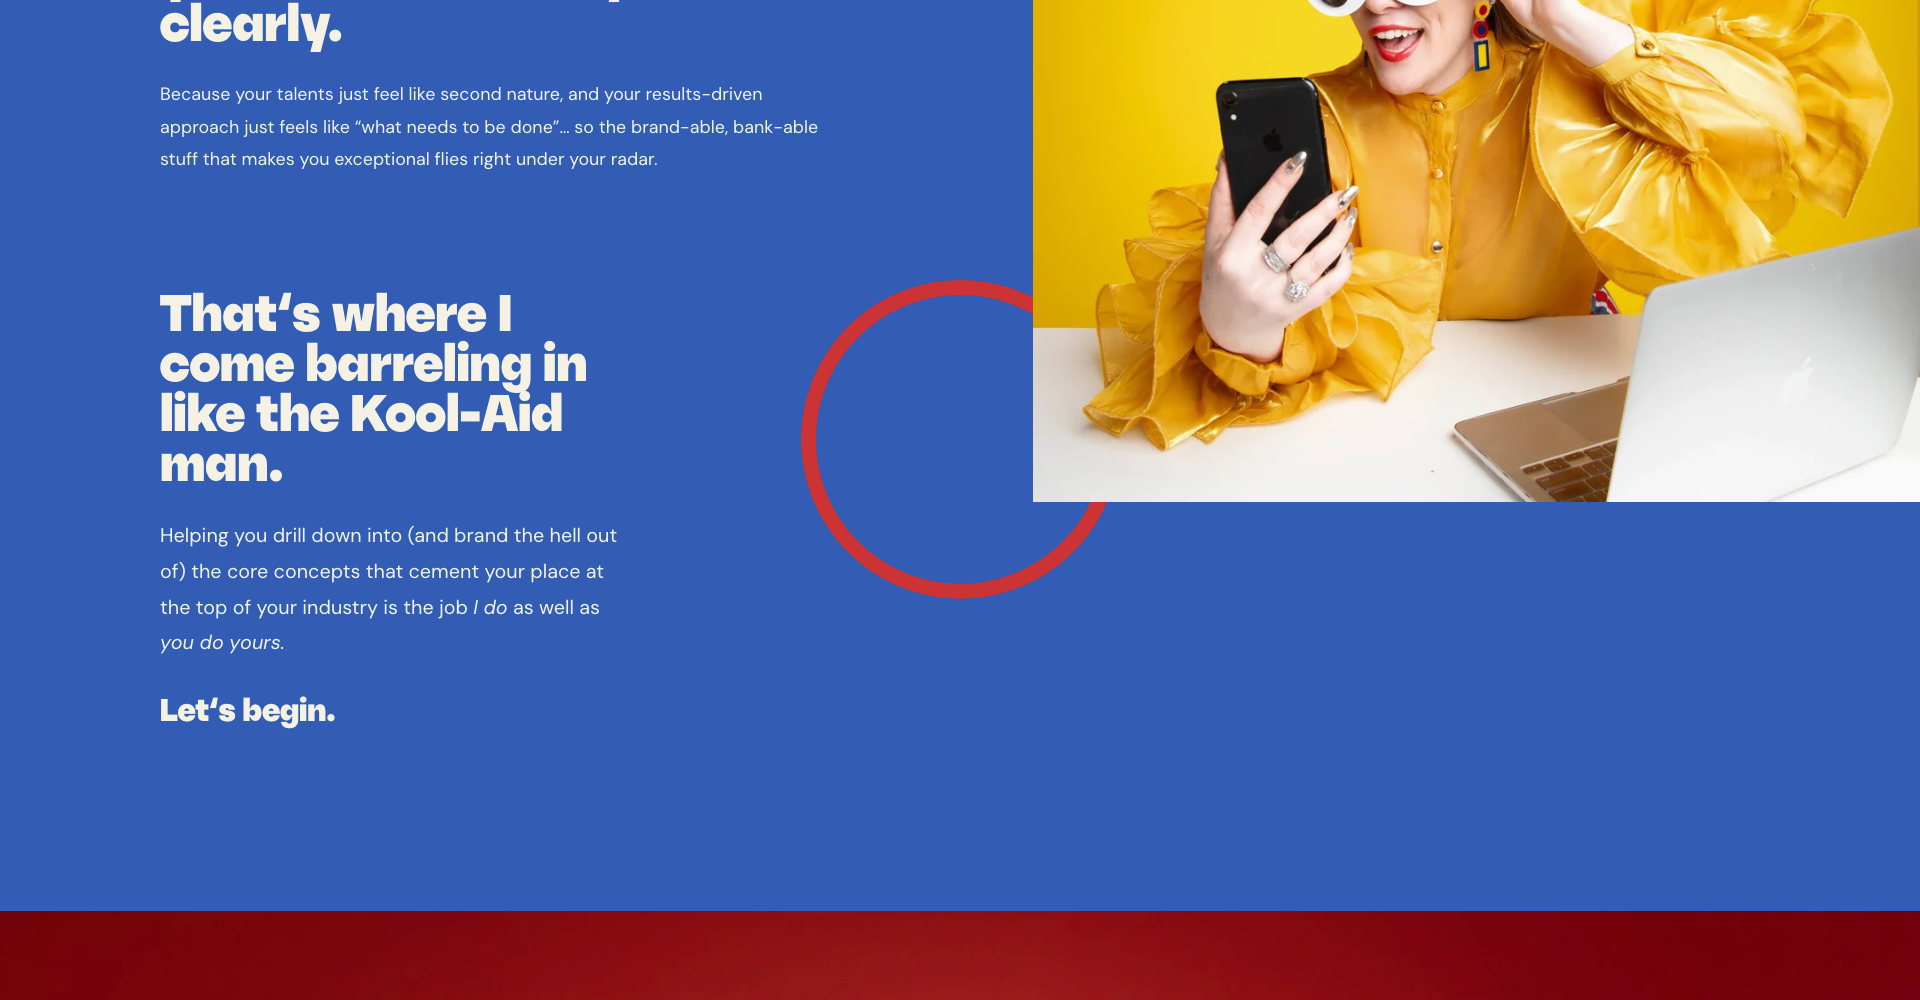 clearly.
Because your talents just feel like second nature, and your results-driven
approach just feels like “what needs to be done”... so the brand-able, bank-able
stuff that makes you exceptional flies right under your radar.
That‘s where I
come barreling in
like the Kool-Aid
man.
Helping you drill down into (and brand the hell out
of) the core concepts that cement your place at
the top of your industry is the job I do as well as
you do yours.
Let‘s begin.